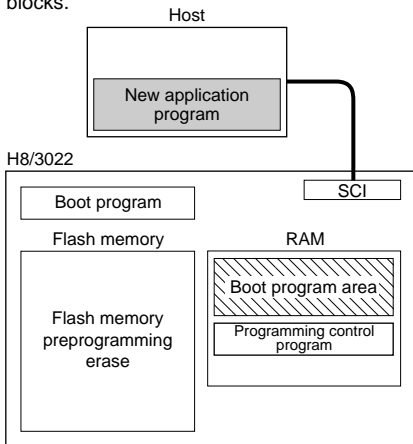 blocks.
Host
New application
program
H8/3022
SCI
Boot program
Flash memory
RAM
Boot program area
Flash memory
preprogramming
erase
Programming control
program